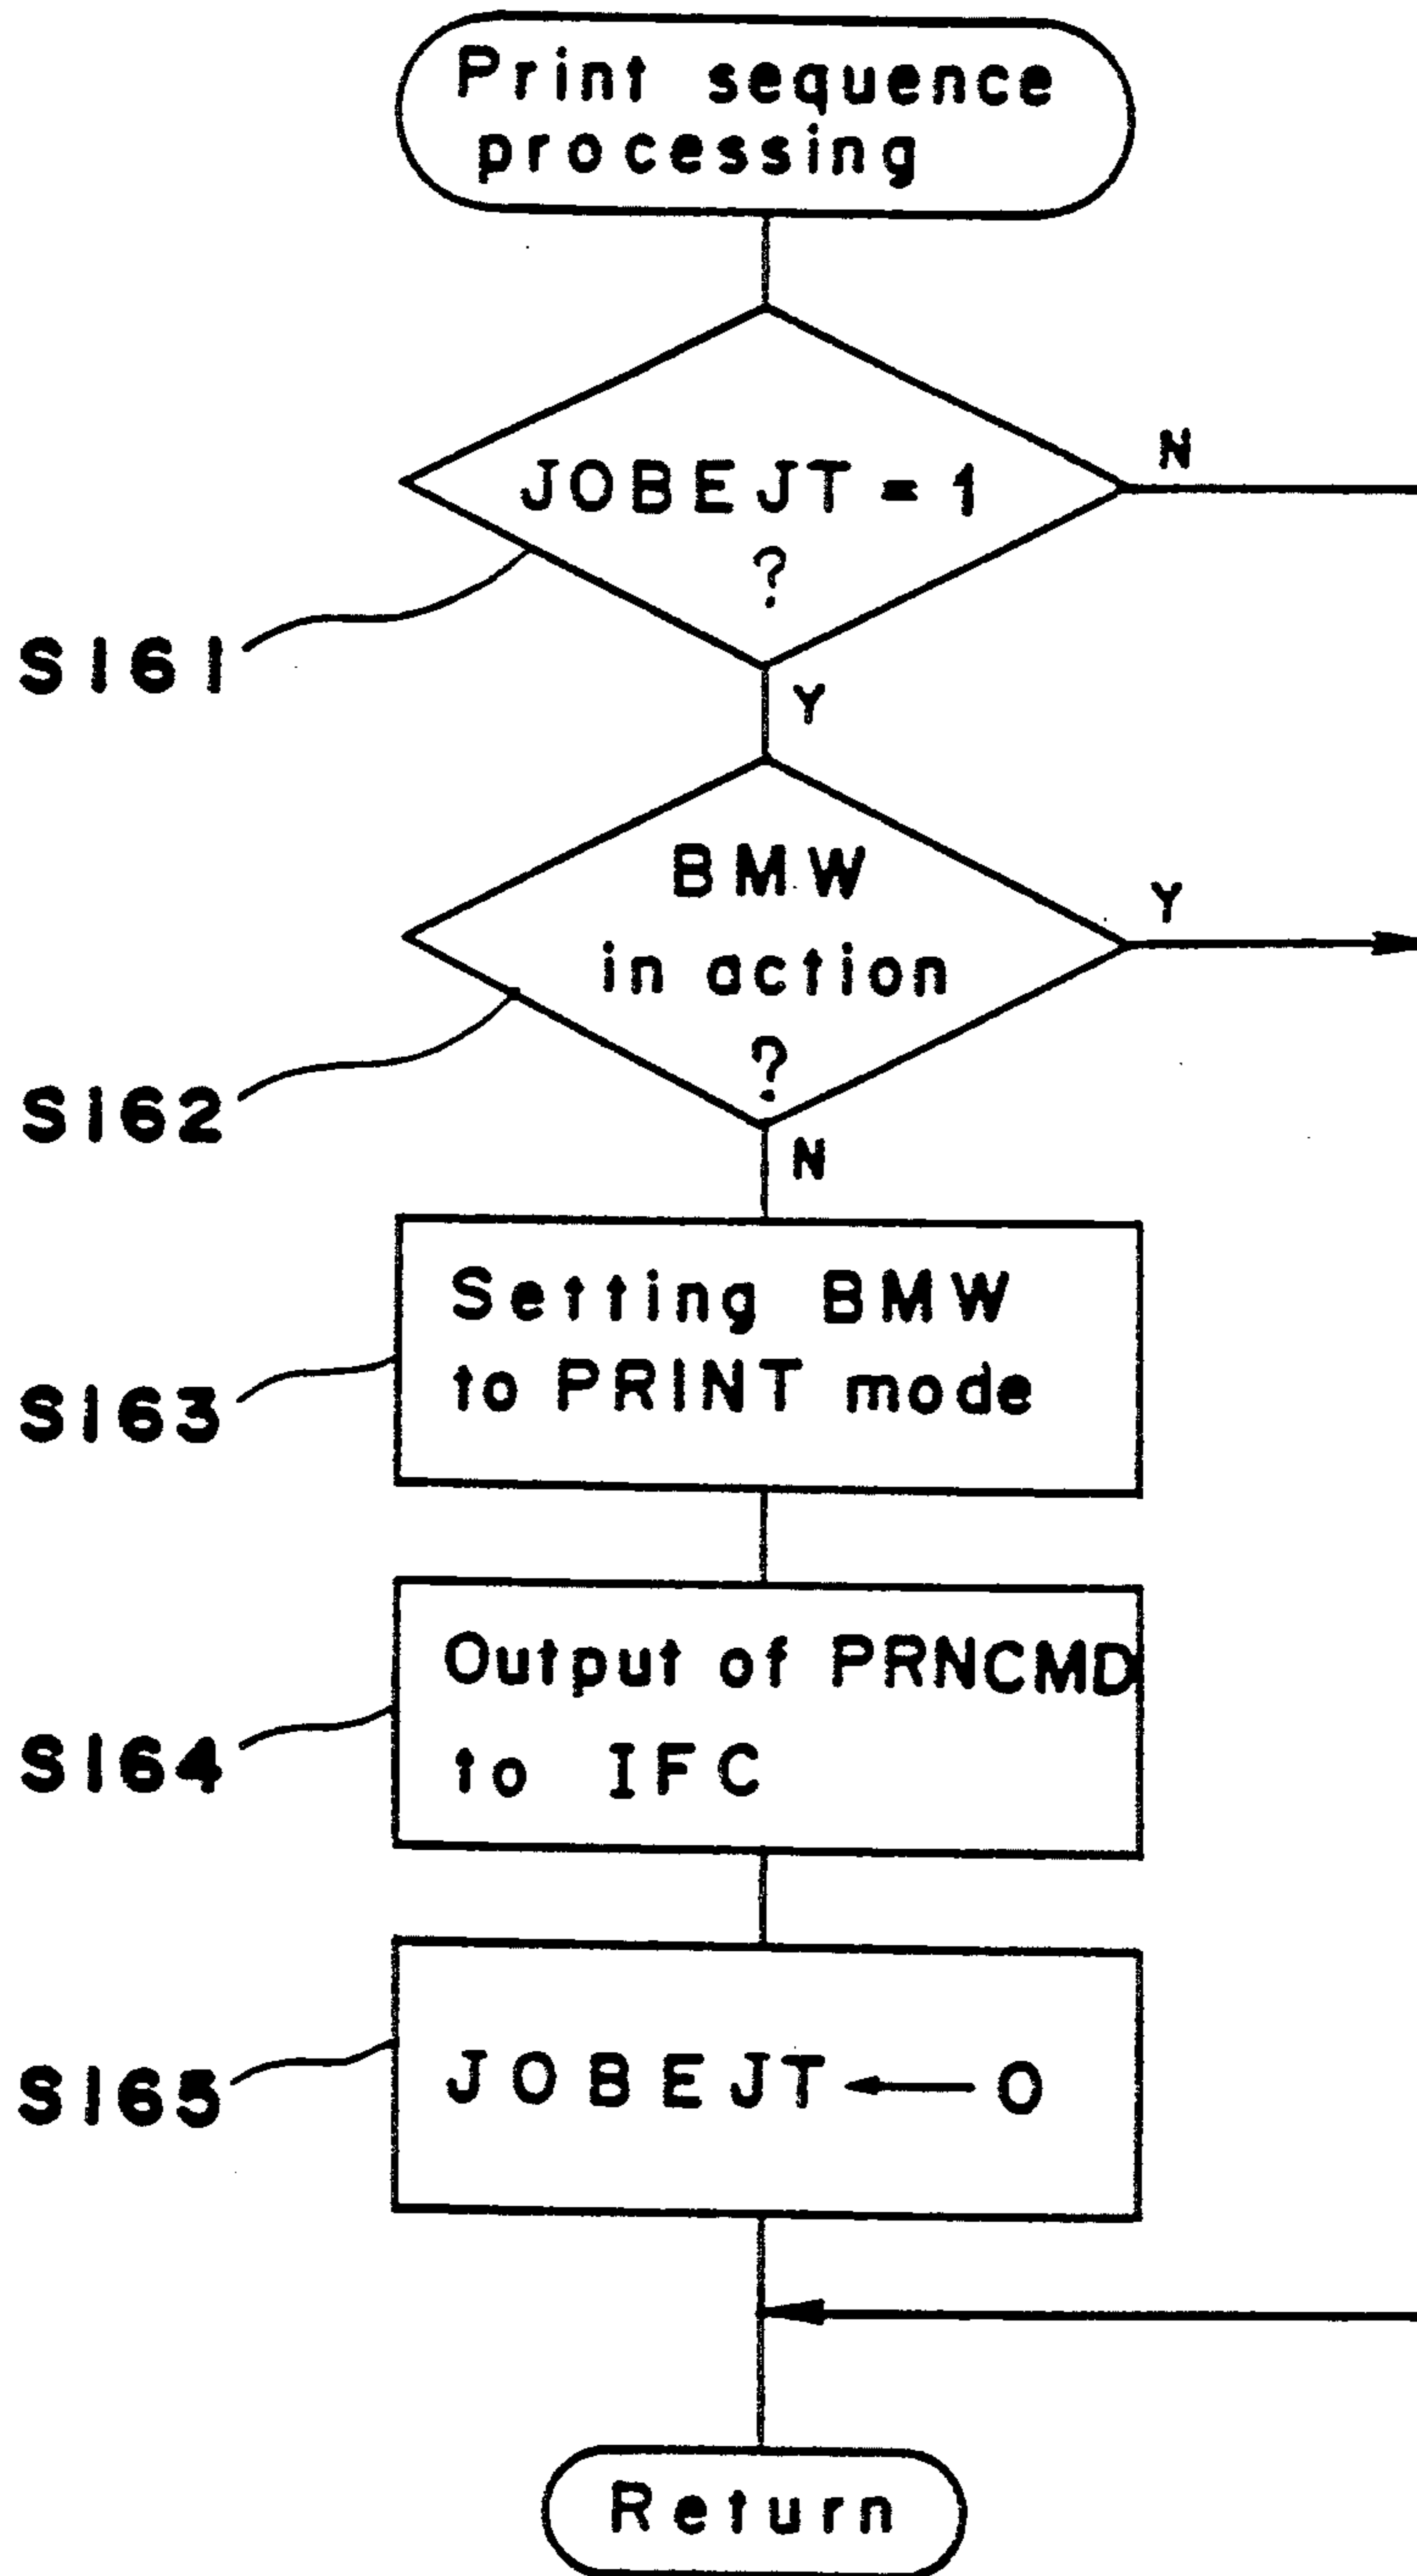 Print sequence
processing
JOBEJT = 1
?
N
S161
Y
BMW
in action
?
Y
S162
N
Setting BMW
to PRINT mode
S163
Output of PRNCMD
to IFC
S164
JOBEJT ← 0
S165
Return